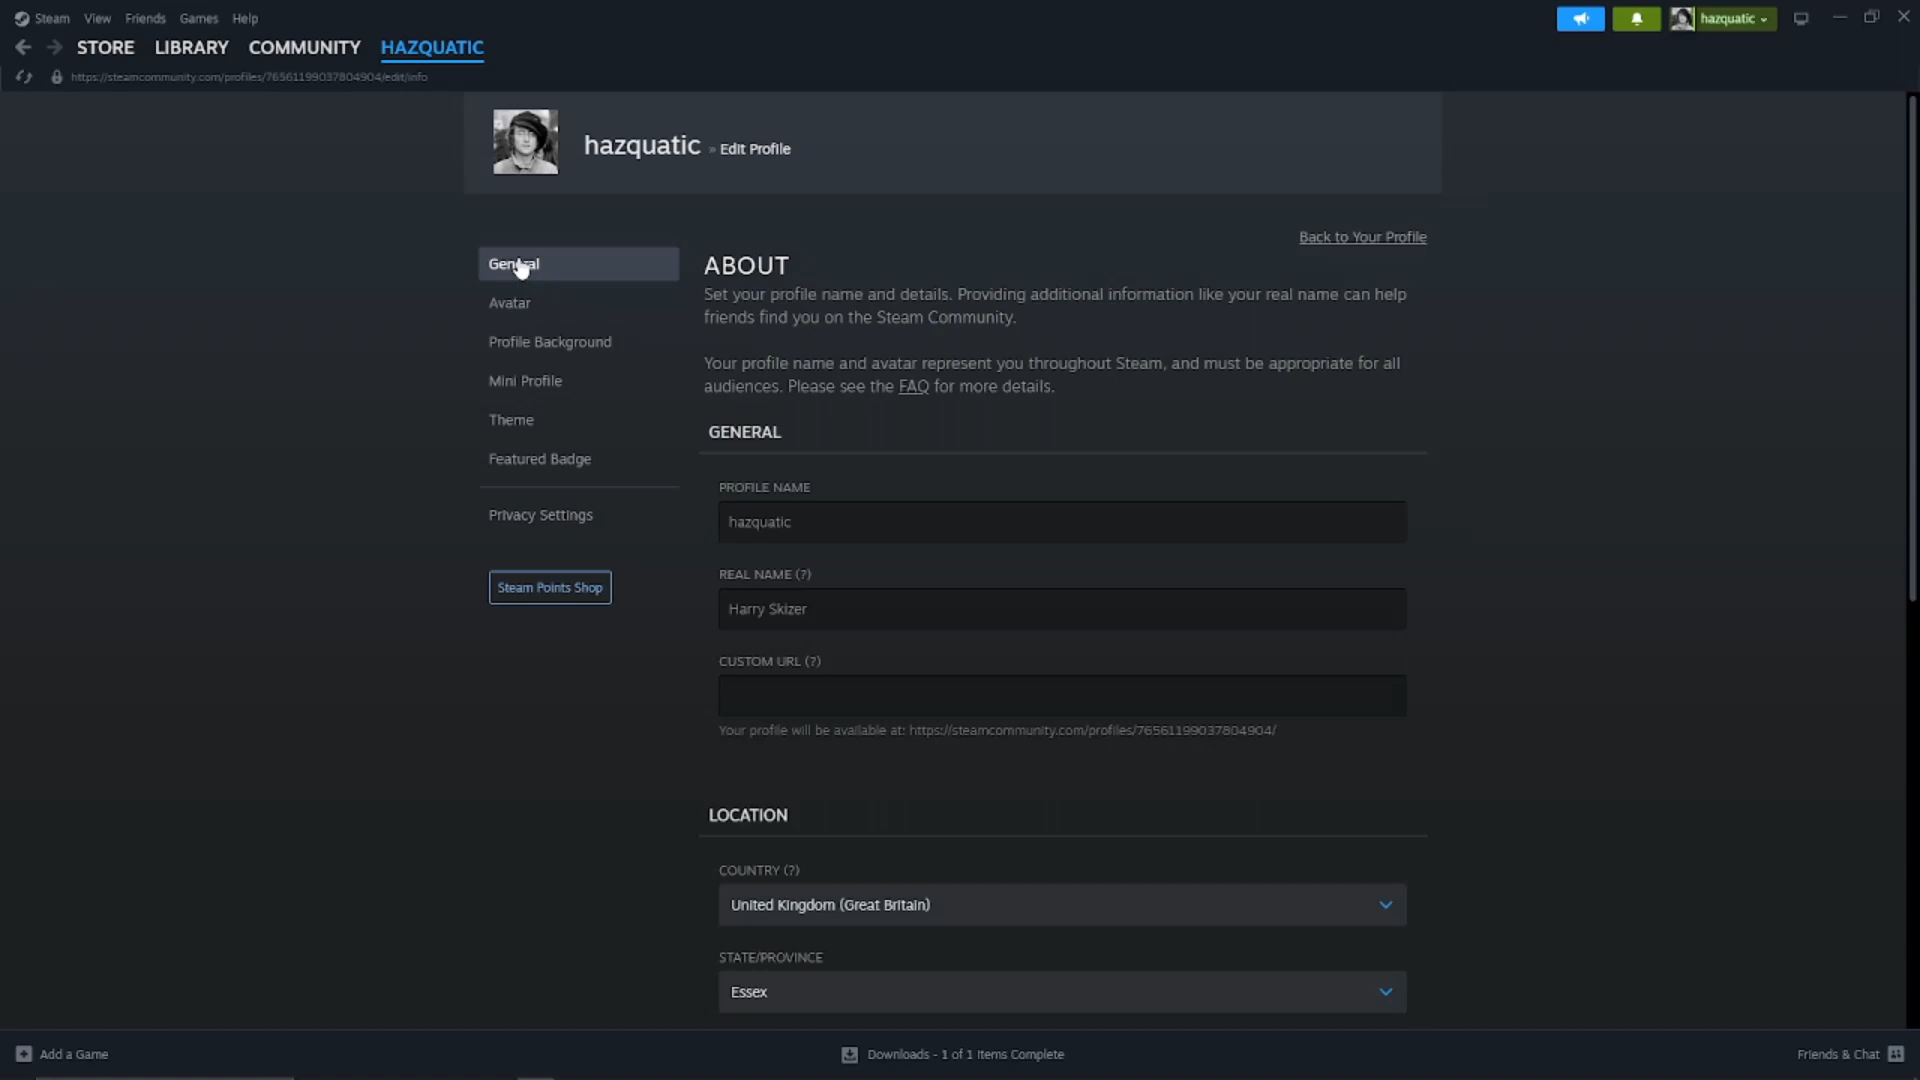 Steam View Friends Games Help
hazquatic
STORE LIBRARY COMMUNITY HAZQUATIC
https://steamcommunity.com/profiles/76561199037804904/edit/info
hazquatic » Edit Profile
Back to Your Profile
General
Avatar
Profile Background
Mini Profile
Theme
Featured Badge
Privacy Settings
Steam Points Shop
ABOUT
Set your profile name and details. Providing additional information like your real name can help
friends find you on the Steam Community.
Your profile name and avatar represent you throughout Steam, and must be appropriate for all
audiences. Please see the FAQ for more details.
GENERAL
PROFILE NAME
hazquatic
REAL NAME (?)
Harry Skizer
CUSTOM URL (?)
Your profile will be available at: https://steamcommunity.com/profiles/76561199037804904/
LOCATION
COUNTRY (?)
United Kingdom (Great Britain)
STATE/PROVINCE
Essex
Add a Game
Downloads - 1 of 1 Items Complete
Friends & Chat